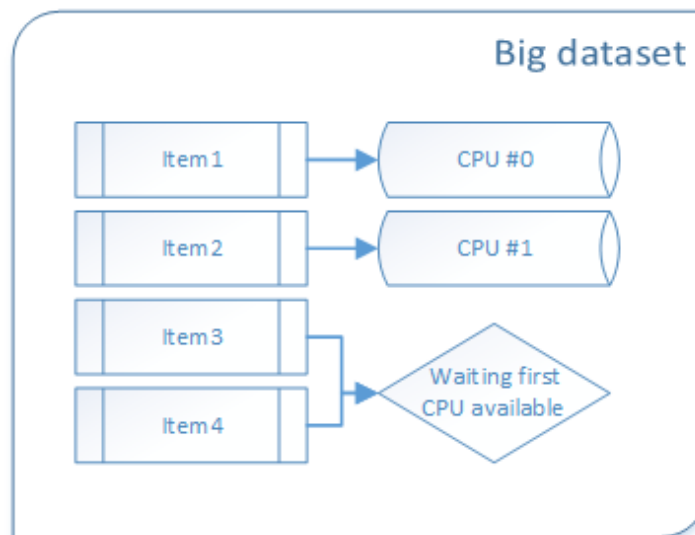 Big dataset
Item 1
CPU #0
Item 2
CPU #1
Item 3
Waiting first
CPU available
Item 4